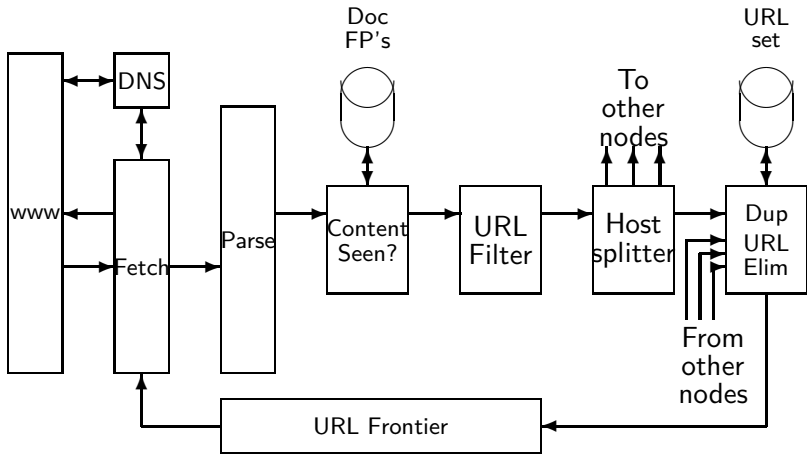 Doc
FP's
URL
set
DNS
To
other
nodes
www
Fetch
Parse
Content
Seen?
URL
Filter
Host
splitter
Dup
URL
Elim
From
other
nodes
URL Frontier